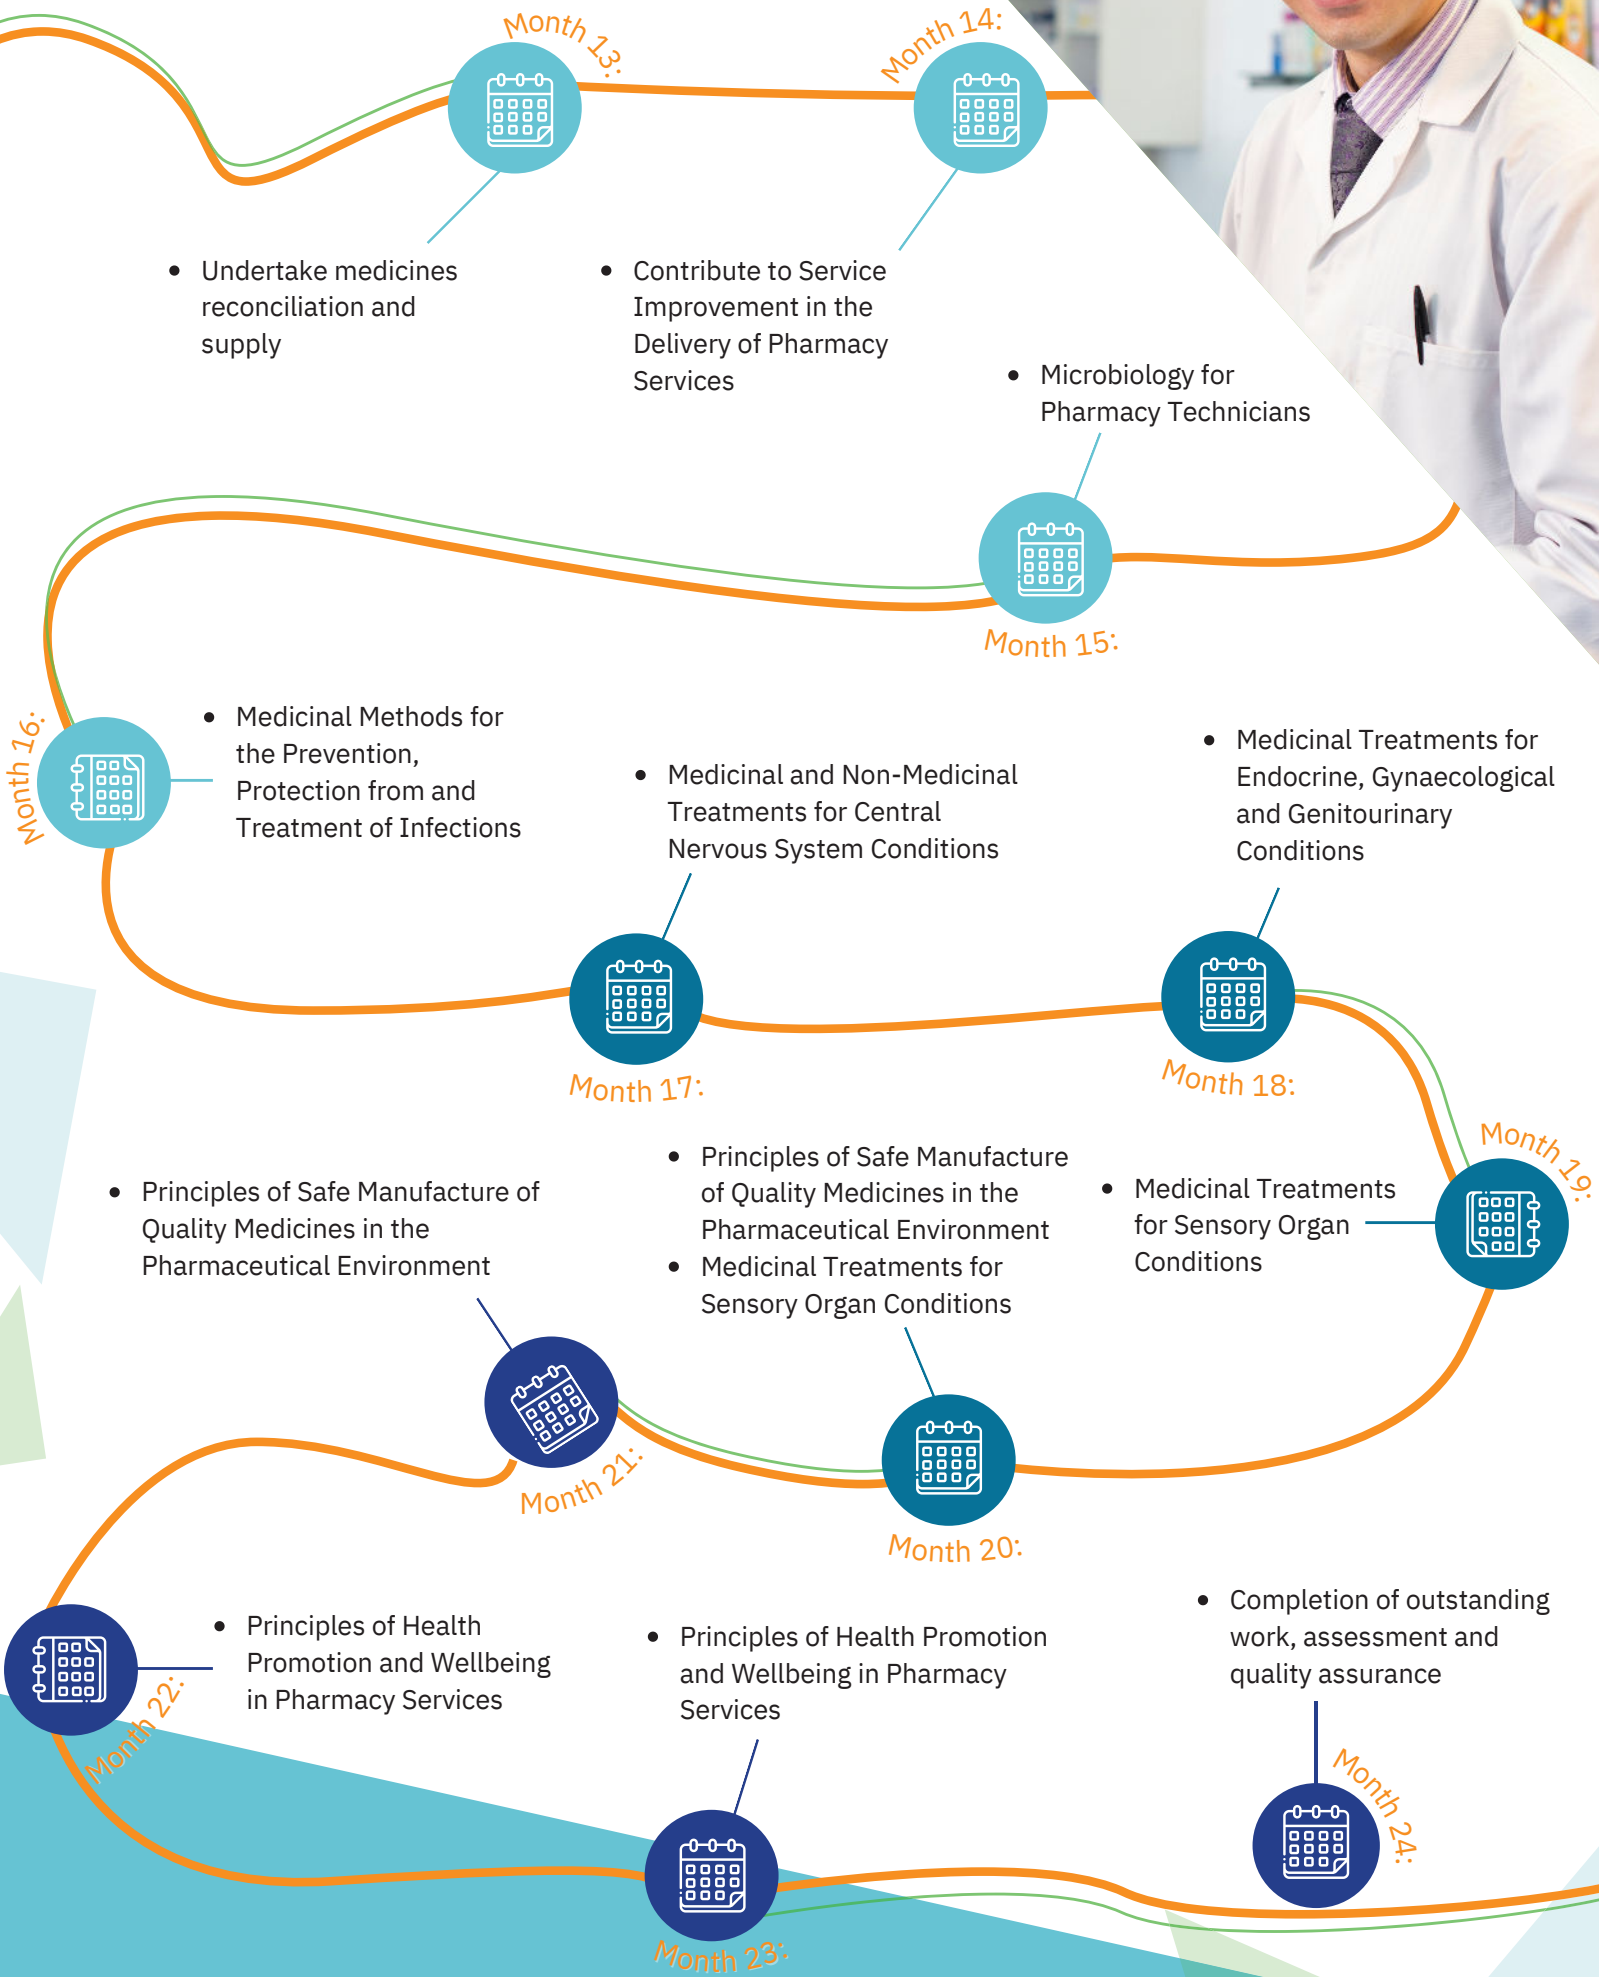 Month 13:
• Undertake medicines
reconciliation and
supply
Month 14:
• Contribute to Service
Improvement in the
Delivery of Pharmacy
Services
• Microbiology for
Pharmacy Technicians
Month 15:
Month 16:
• Medicinal Methods for
the Prevention,
Protection from and
Treatment of Infections
• Medicinal and Non-Medicinal
Treatments for Central
Nervous System Conditions
Month 17:
• Medicinal Treatments for
Endocrine, Gynaecological
and Genitourinary
Conditions
Month 18:
Month 19:
• Medicinal Treatments
for Sensory Organ
Conditions
• Principles of Safe Manufacture
of Quality Medicines in the
Pharmaceutical Environment
• Medicinal Treatments for
Sensory Organ Conditions
Month 20:
• Principles of Safe Manufacture of
Quality Medicines in the
Pharmaceutical Environment
Month 21:
• Principles of Health
Promotion and Wellbeing
in Pharmacy Services
Month 22:
• Principles of Health Promotion
and Wellbeing in Pharmacy
Services
Month 23:
• Completion of outstanding
work, assessment and
quality assurance
Month 24: